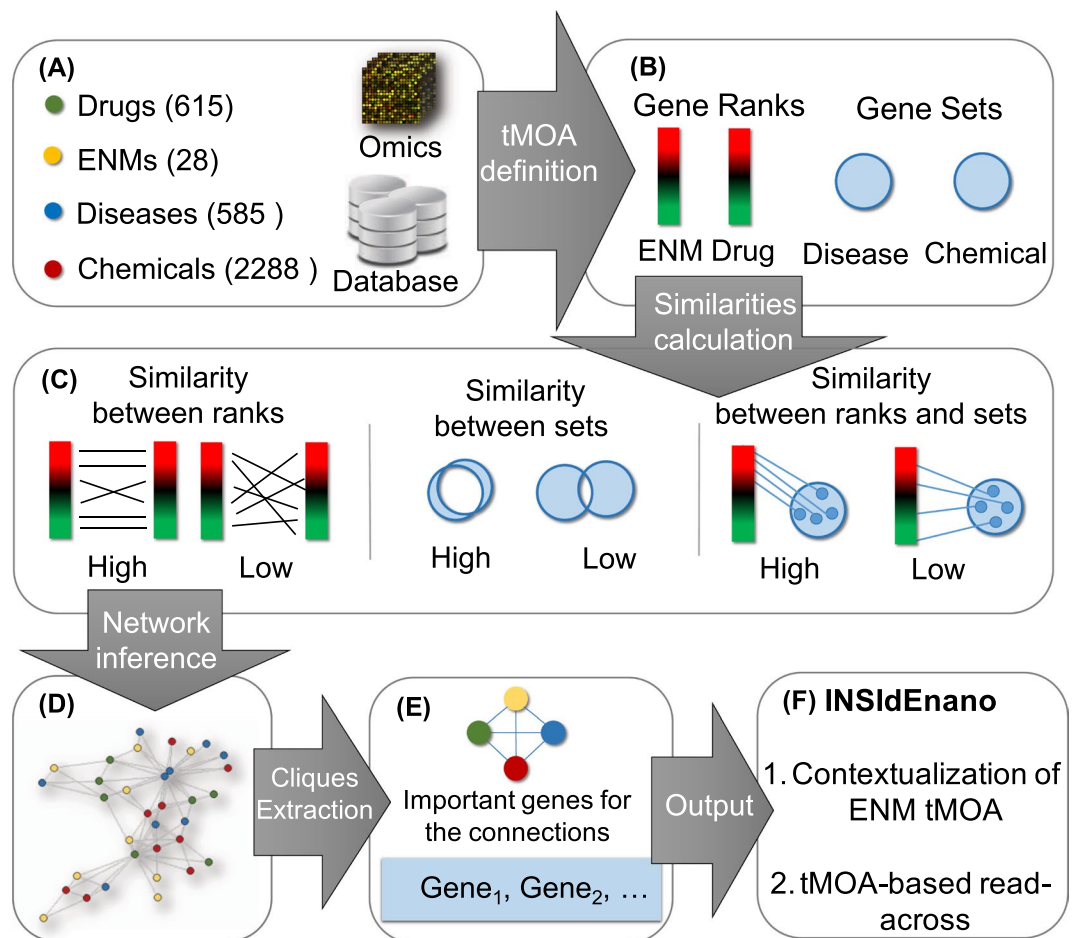 (A)
Drugs (615)
ENMs (28)
Diseases (585 )
Chemicals (2288 )
Omics
Database
tMOA
definition
(B)
Gene Ranks
Gene Sets
ENM Drug
Disease
Chemical
Similarities
calculation
(C)
Similarity
between ranks
High
Low
Similarity
between sets
High
Low
Similarity
between ranks and sets
High
Low
Network
inference
(D)
Cliques
Extraction
(E)
Important genes for
the connections
Gene₁, Gene₂, …
Output
(F) INSIdEnano
1. Contextualization of
ENM tMOA
2. tMOA-based read-
across